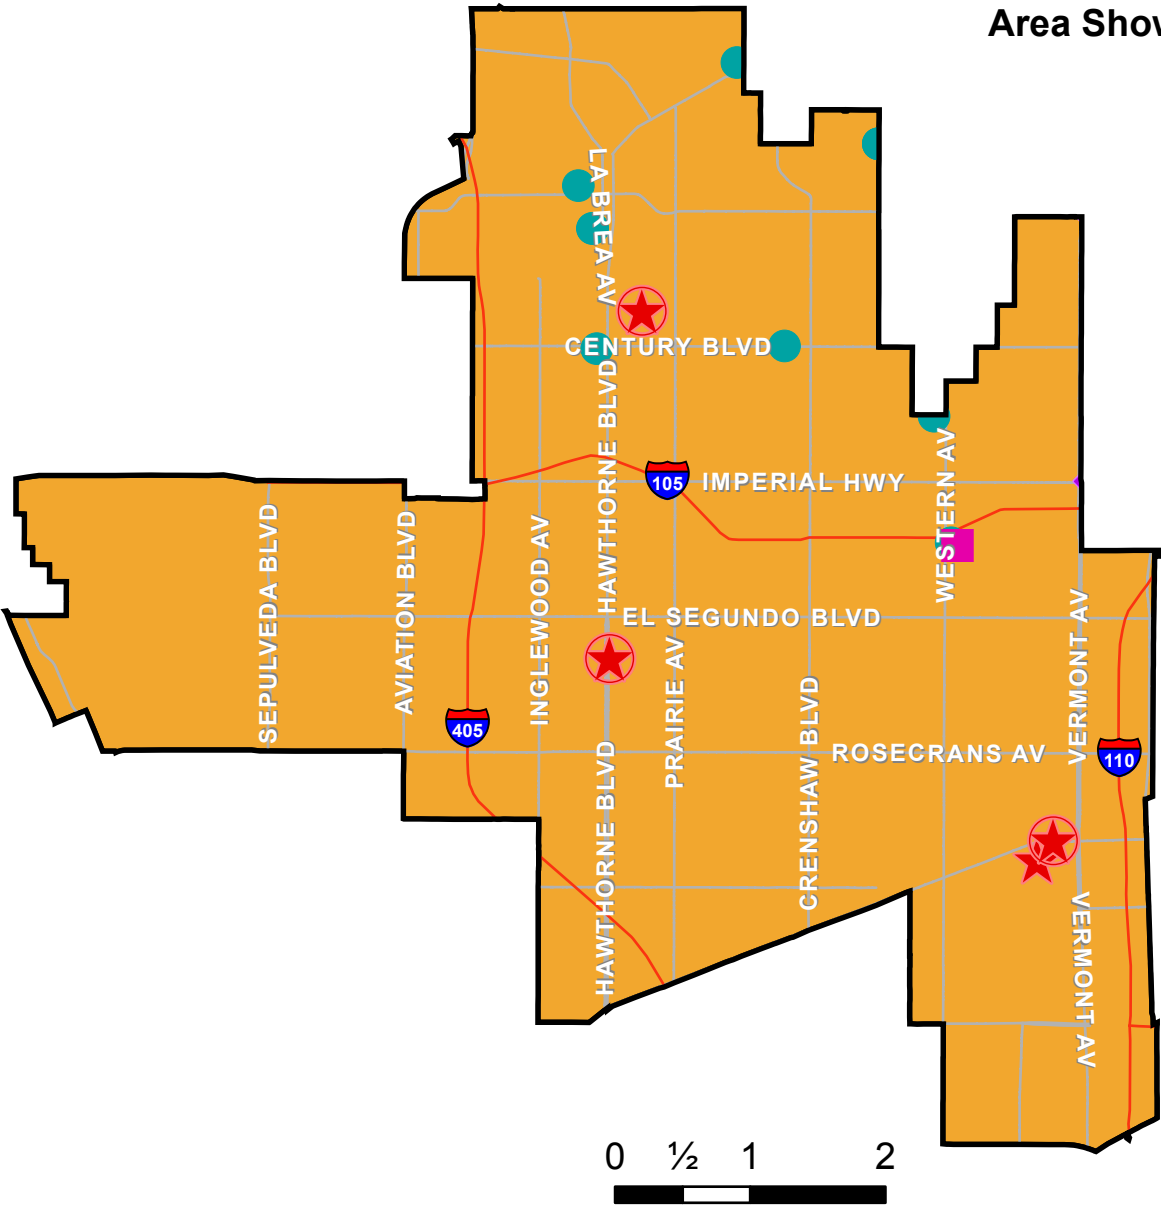 Area Show
LA BREA AV
CENTURY BLVD
HAWTHORNE BLVD
105
IMPERIAL HWY
WESTERN AV
SEPULVEDA BLVD
AVIATION BLVD
INGLEWOOD AV
EL SEGUNDO BLVD
PRAIRIE AV
VERMONT AV
405
CRENSHAW BLVD
ROSECRANS AV
110
HAWTHORNE BLVD
VERMONT AV
0 ½ 1 2